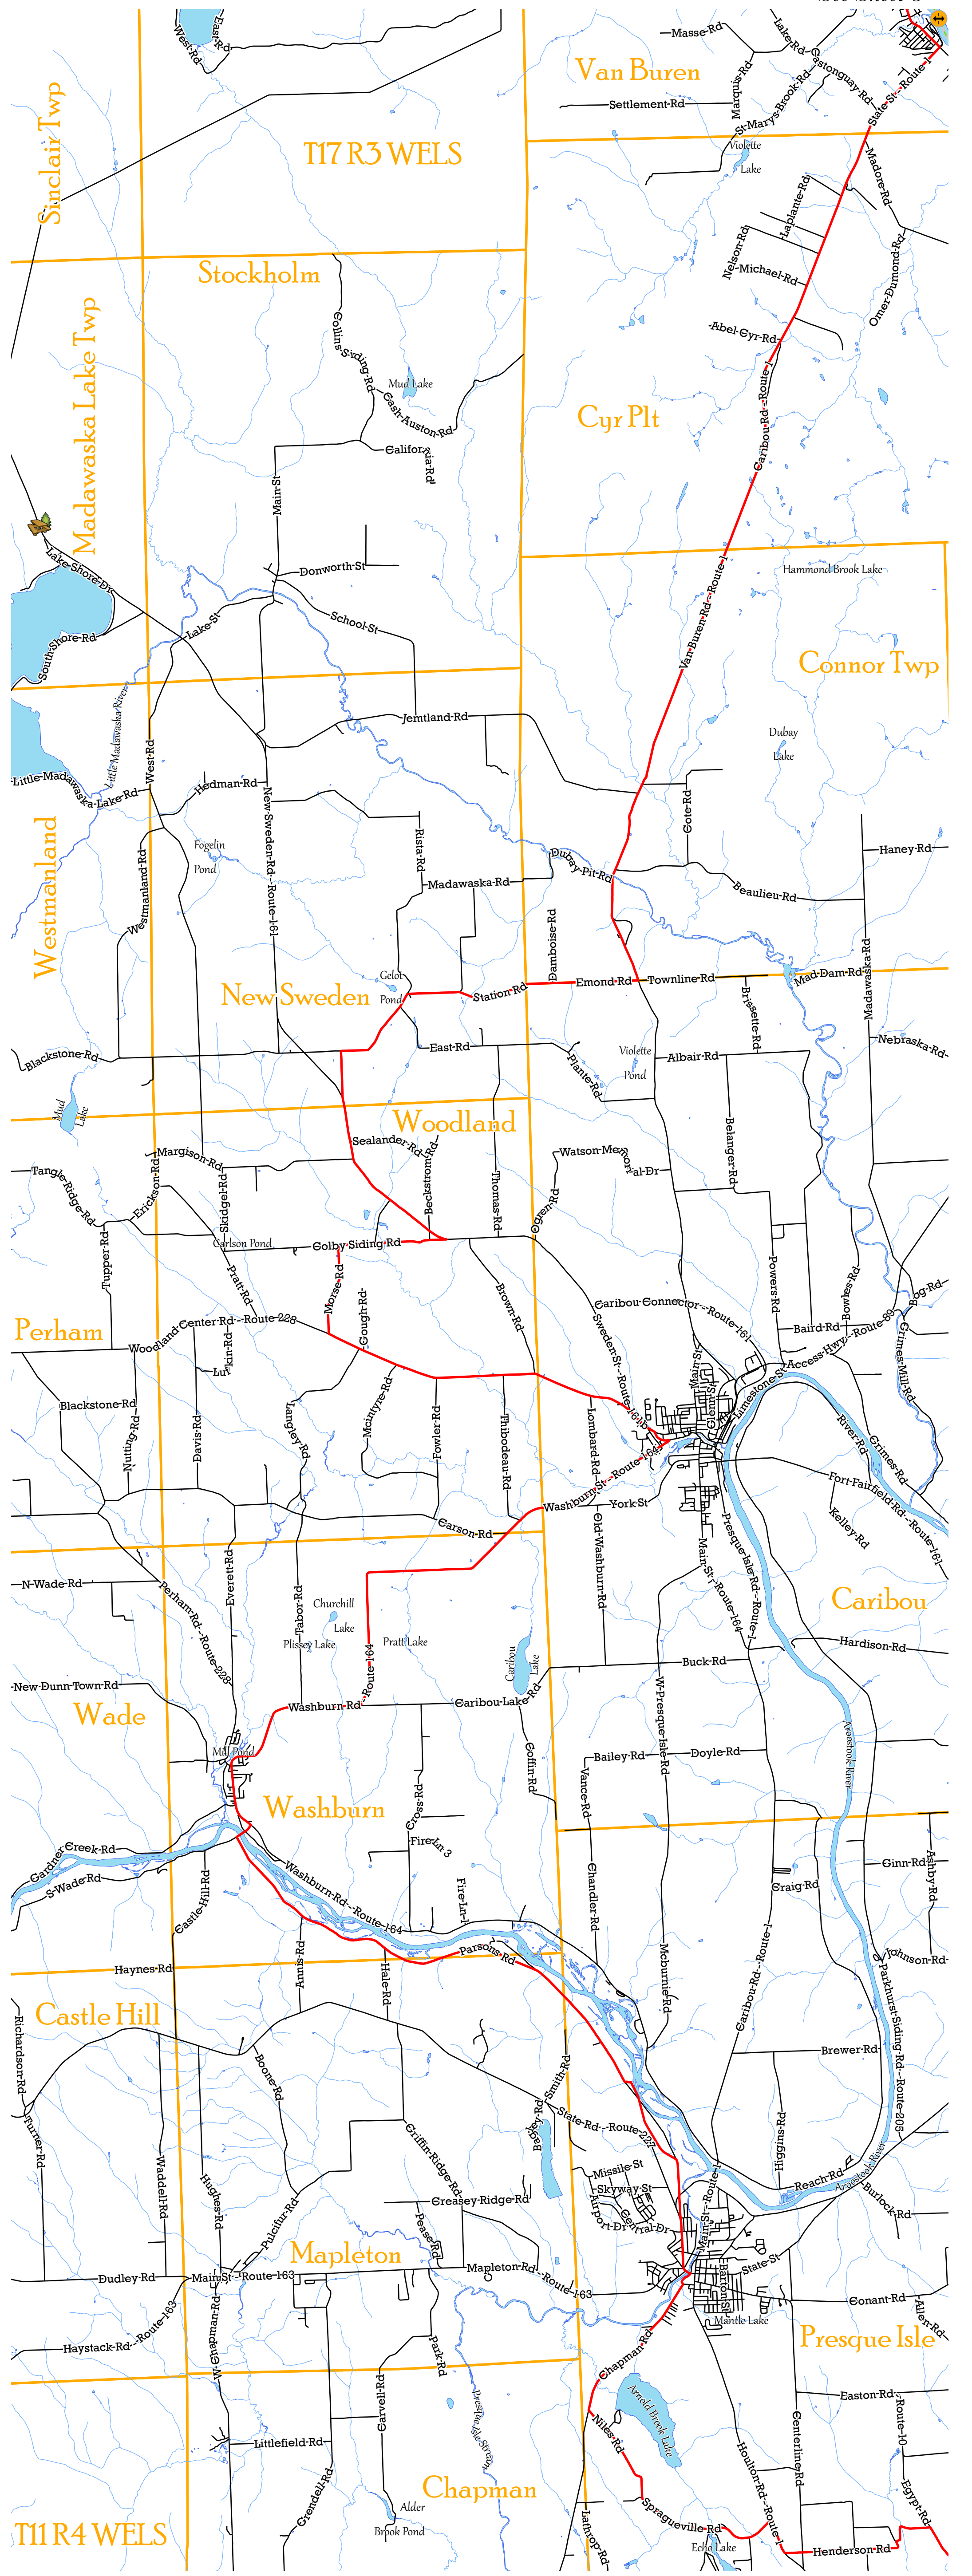 East-Rd
West-Rd
Masse-Rd
Lake-Rd
Castonguay-Rd
Van Buren
Marquis-Rd
Settlement-Rd
St-Marys-Brook-Rd
State-St--Route-1
Sinclair Twp
T17 R3 WELS
Violette
Lake
Madore-Rd
Laplante-Rd
Nelson-Rd
Michael-Rd
Omer-Dumond-Rd
Stockholm
Abel-Cyr-Rd
Collins-Siding-Rd
Mud Lake
Cash-Auston-Rd
Madawaska Lake Twp
Cyr Plt
Caribou-Rd--Route-1
California-Rd
Main-St
Lake-Shore-Dr
Donworth-St
Hammond Brook Lake
Van-Buren-Rd--Route-1
Lake-St
School-St
South-Shore-Rd
Connor Twp
Little Madawaska River
Jemtland-Rd
Dubay
Lake
West-Rd
Little-Madawaska-Lake-Rd
Hedman-Rd
New-Sweden-Rd--Route-161
Cote-Rd
Rista-Rd
Fogelin
Pond
Haney-Rd
Dubay-Pit-Rd
Westmanland-Rd
Madawaska-Rd
Beaulieu-Rd
Westmanland
Damboise-Rd
Madawaska-Rd
Gelot
Pond
New Sweden
Station-Rd
Emond-Rd
Townline-Rd
Mad-Dam-Rd
Brissette-Rd
Nebraska-Rd
Blackstone-Rd
East-Rd
Violette
Pond
Albair-Rd
Plante-Rd
Mud
Lake
Woodland
Belanger-Rd
Sealander-Rd
Beckstrom-Rd
Margison-Rd
Watson-Memorial-Dr
Tangle-Ridge-Rd
Erickson-Rd
Skidgel-Rd
Thomas-Rd
Ogren-Rd
Carlson Pond
Colby-Siding-Rd
Tupper-Rd
Pratt-Rd
Morse-Rd
Gough-Rd
Brown-Rd
Powers-Rd
Bowles-Rd
Bog-Rd
Caribou-Connector--Route-161
Perham
Woodland-Center-Rd--Route-228
Sweden-St--Route-161
Baird-Rd
Access-Hwy--Route-89
Grimes-Mill-Rd
Main-St
Limestone-St
Glenn-St
Blackstone-Rd
Nutting-Rd
Davis-Rd
Langley-Rd
McIntyre-Rd
Fowler-Rd
Thibodeau-Rd
Lombard-Rd
River-Rd
Grimes-Rd
Washburn-St--Route-164
York-St
Fort-Fairfield-Rd--Route-161
Kelley-Rd
Carson-Rd
Old-Washburn-Rd
Presque-Isle-Rd--Route-1
Main-St--Route-164
N-Wade-Rd
Everett-Rd
Perham-Rd--Route-228
Tabor-Rd
Churchill
Lake
Plissey Lake
Pratt Lake
Route-164
Caribou
Lake
Caribou
Hardison-Rd
Buck-Rd
New-Dunn-Town-Rd
Washburn-Rd
Caribou-Lake-Rd
W-Presque-Isle-Rd
Wade
Mill Pond
Coffin-Rd
Bailey-Rd
Doyle-Rd
Aroostook River
Vance-Rd
Washburn
Cross-Rd
Gardner-Creek-Rd
Fire-Ln-3
S-Wade-Rd
Ginn-Rd
Ashby-Rd
Craig-Rd
Castle-Hill-Rd
Washburn-Rd--Route-164
Fire-Ln-1
Chandler-Rd
Caribou-Rd--Route-1
Johnson-Rd
Parsons-Rd
Haynes-Rd
Annis-Rd
Hale-Rd
Mcburnie-Rd
Parkhurst-Siding-Rd--Route-205
Castle Hill
Richardson-Rd
Brewer-Rd
Boone-Rd
Smith-Rd
State-Rd--Route-227
Higgins-Rd
Turner-Rd
Waddell-Rd
Hughes-Rd
Griffin-Ridge-Rd
Missile-St
Skyway-St
Airport-Dr
Central-Dr
Reach-Rd
Aroostook River
Burlock-Rd
Pulcifur-Rd
Creasey-Ridge-Rd
Pease-Rd
Main-St--Route-1
State-St
Mapleton
Dudley-Rd
Main-St--Route-163
Mapleton-Rd--Route-163
Barton-St
Conant-Rd
Allen-Rd
Mantle Lake
Haystack-Rd--Route-163
W-Chapman-Rd
Park-Rd
Chapman-Rd
Presque Isle
Carvell-Rd
Presque Isle Stream
Arnold Brook Lake
Easton-Rd
Route-10
Niles-Rd
Littlefield-Rd
Centerline-Rd
Houlton-Rd--Route-1
Grendell-Rd
Chapman
Egypt-Rd
Alder
Brook Pond
Spragueville-Rd
Lathrop-Rd
Echo Lake
Henderson-Rd
T11 R4 WELS